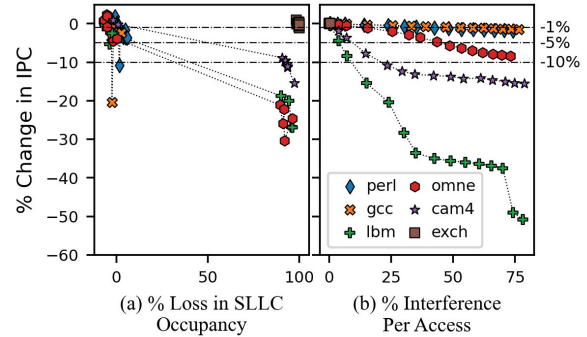 % Change in IPC
0
−10
−20
−30
−40
−50
−60
-1%
-5%
-10%
perl
gcc
lbm
omne
cam4
exch
0 50 100
0 25 50 75
(a) % Loss in SLLC
Occupancy
(b) % Interference
Per Access